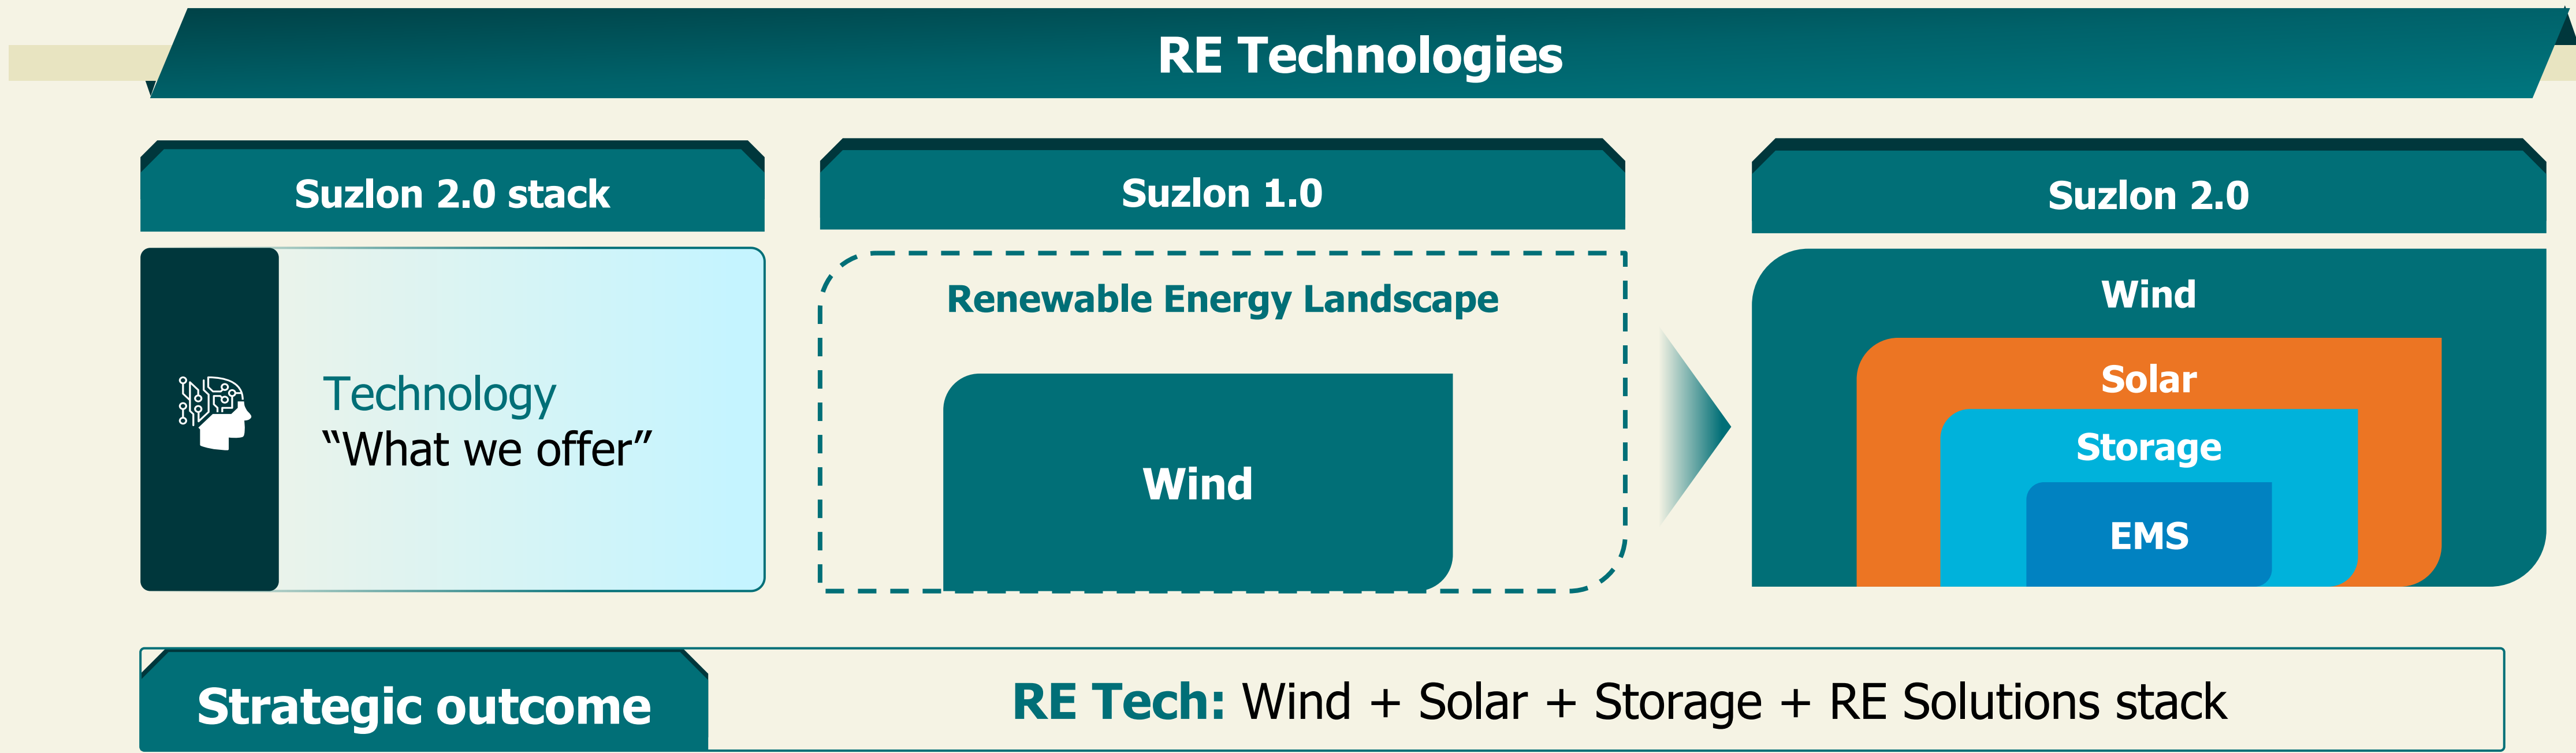 RE Technologies
Suzlon 2.0 stack
Technology
“What we offer”
Suzlon 1.0
Renewable Energy Landscape
Wind
Suzlon 2.0
Wind
Solar
Storage
EMS
Strategic outcome
RE Tech: Wind + Solar + Storage + RE Solutions stack